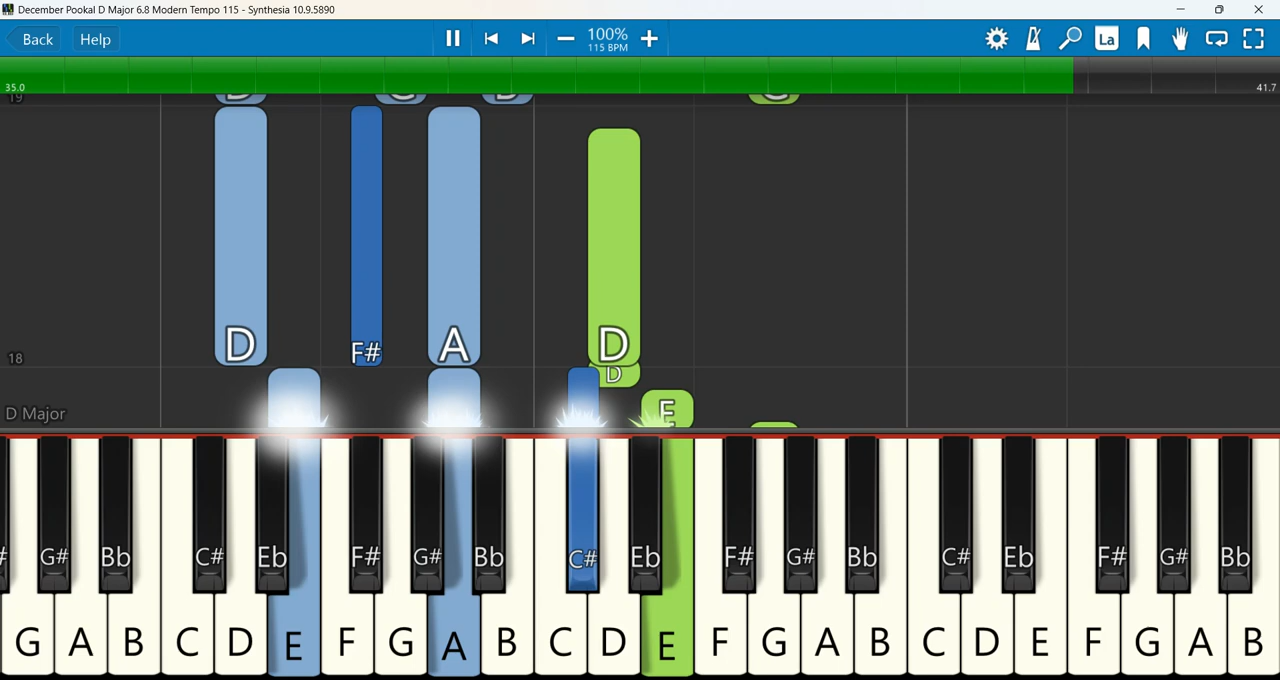 December Pookal D Major 6.8 Modern Tempo 115 - Synthesia 10.9.5890
Back Help 100% La
115 BPM
35.0 41.7
19
D F# A D
18
D
D Major E
G# Bb C# Eb F# G# Bb C# Eb F# G# Bb C# Eb F# G# Bb
G A B C D E F G A B C D E F G A B C D E F G A B